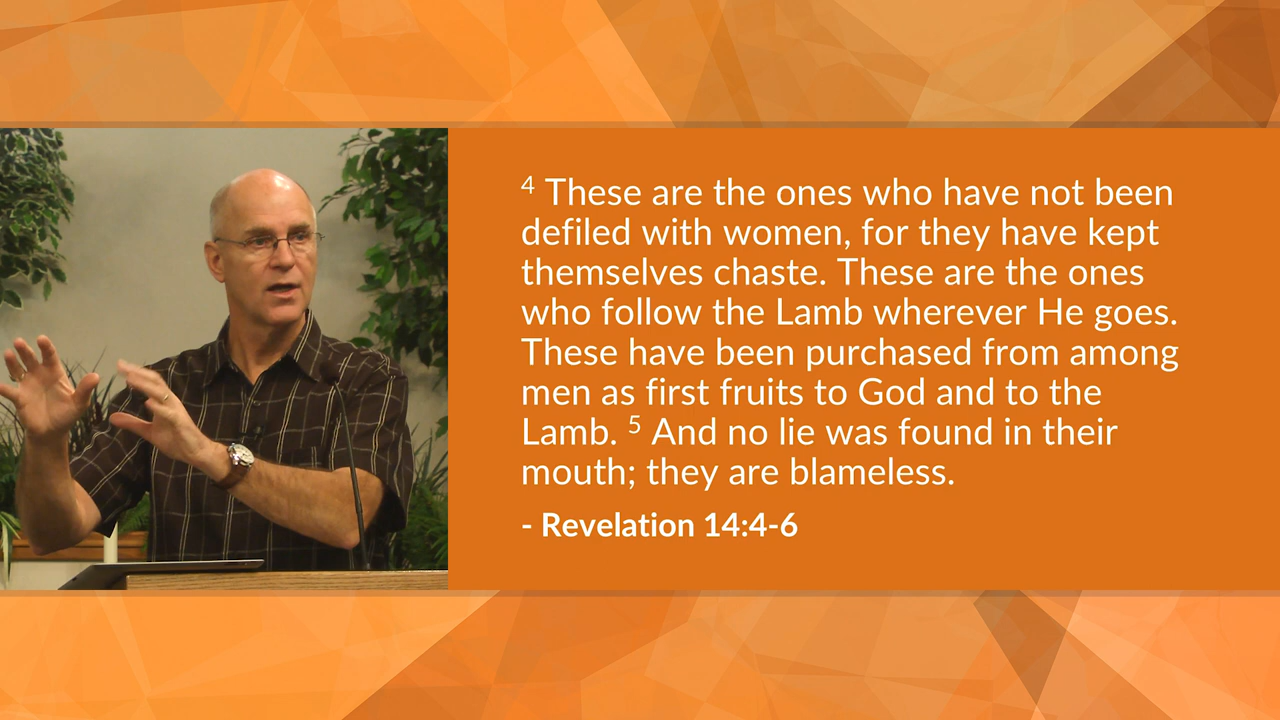 4 These are the ones who have not been
defiled with women, for they have kept
themselves chaste. These are the ones
who follow the Lamb wherever He goes.
These have been purchased from among
men as first fruits to God and to the
Lamb. 5 And no lie was found in their
mouth; they are blameless.
- Revelation 14:4-6